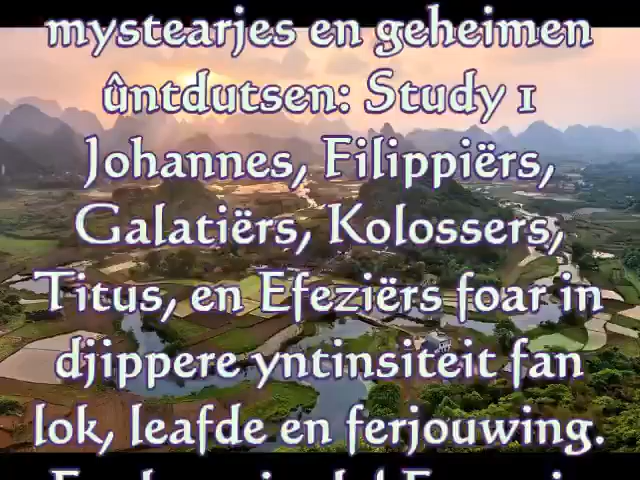 mystearjes en geheimen
ûntdutsen: Study 1
Johannes, Filippiërs,
Galatiërs, Kolossers,
Titus, en Efeziërs foar in
djippere yntinsiteit fan
lok, leafde en ferjouwing.